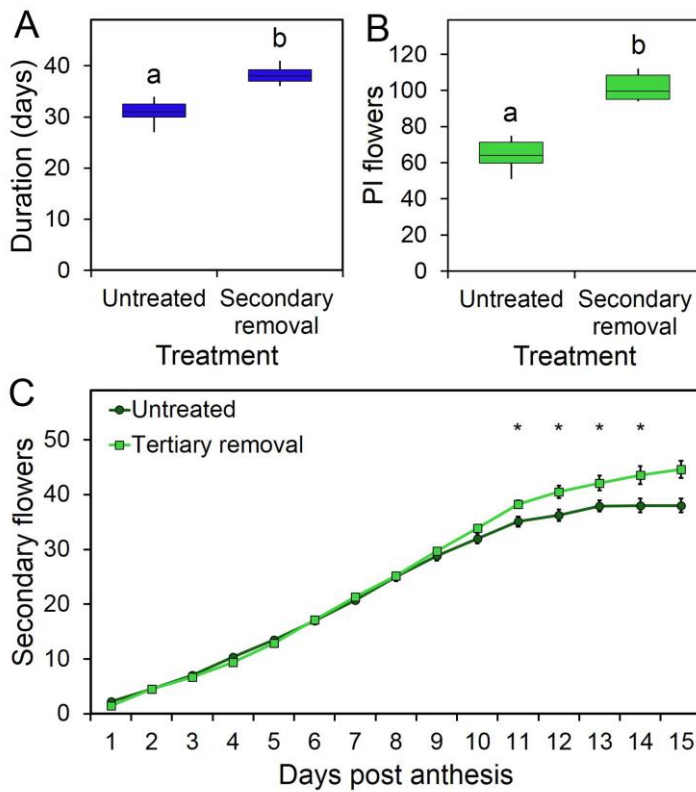 A
Duration (days)
40
30
20
10
0
a
b
Untreated
Secondary
removal
Treatment
B
PI flowers
120
100
80
60
40
20
0
a
b
Untreated
Secondary
removal
Treatment
C
Untreated
Tertiary removal
* * * *
Secondary flowers
50
40
30
20
10
0
1 2 3 4 5 6 7 8 9 10 11 12 13 14 15
Days post anthesis